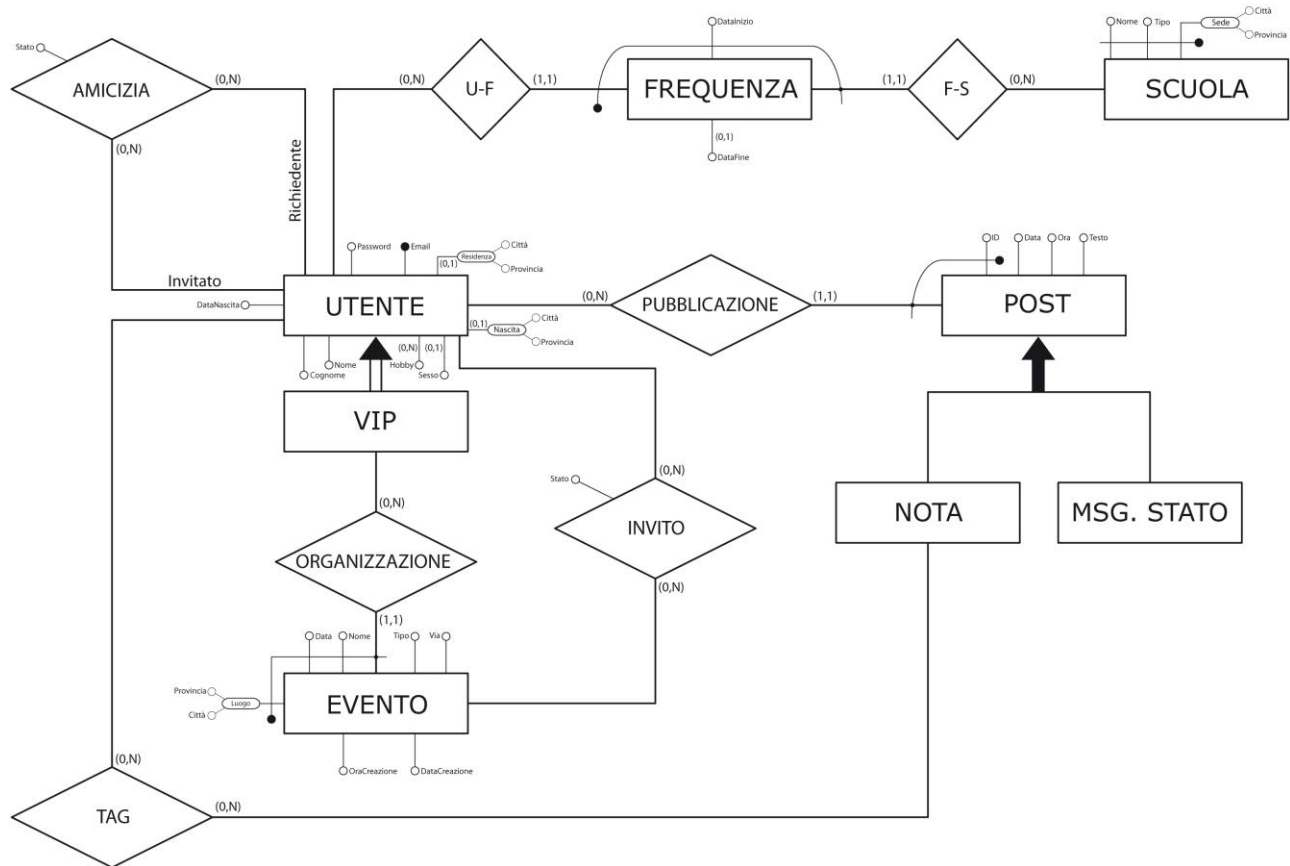 DataInizio
Città
Nome
Tipo
Sede
Provincia
Stato
AMICIZIA
(0,N)
(0,N)
U-F
(1,1)
FREQUENZA
(1,1)
F-S
(0,N)
SCUOLA
(0,N)
(0,1)
DataFine
Richiedente
Password
Email
Residenza
Città
(0,1)
Provincia
ID
Data
Ora
Testo
Invitato
DataNascita
UTENTE
(0,N)
PUBBLICAZIONE
(1,1)
POST
(0,1)
Nascita
Città
Provincia
Nome
Cognome
(0,N)
(0,1)
Hobby
Sesso
VIP
(0,N)
Stato
(0,N)
NOTA
MSG. STATO
INVITO
ORGANIZZAZIONE
(0,N)
(1,1)
Data
Nome
Tipo
Via
Provincia
Luogo
Città
EVENTO
(0,N)
OraCreazione
DataCreazione
TAG
(0,N)